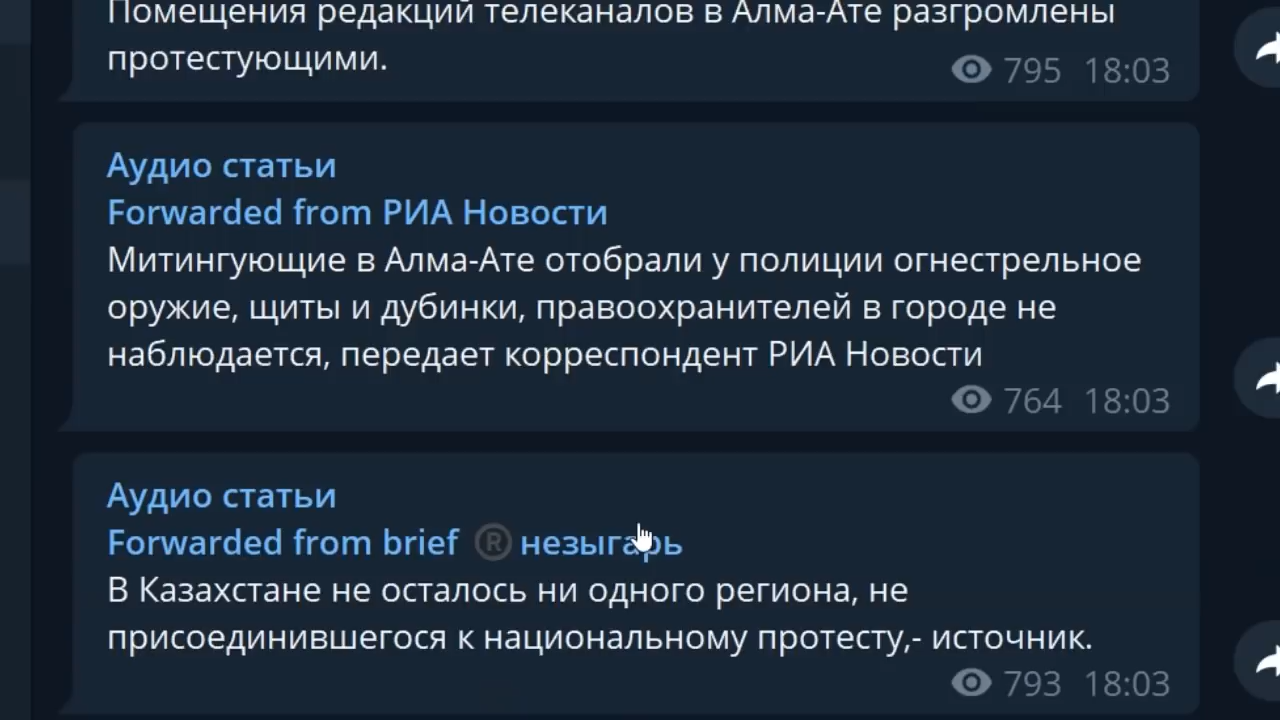 Помещения редакций телеканалов в Алма-Ате разгромлены
протестующими.
795 18:03
Аудио статьи
Forwarded from РИА Новости
Митингующие в Алма-Ате отобрали у полиции огнестрельное
оружие, щиты и дубинки, правоохранителей в городе не
наблюдается, передает корреспондент РИА Новости
764 18:03
Аудио статьи
Forwarded from brief ® незыгарь
В Казахстане не осталось ни одного региона, не
присоединившегося к национальному протесту,- источник.
793 18:03